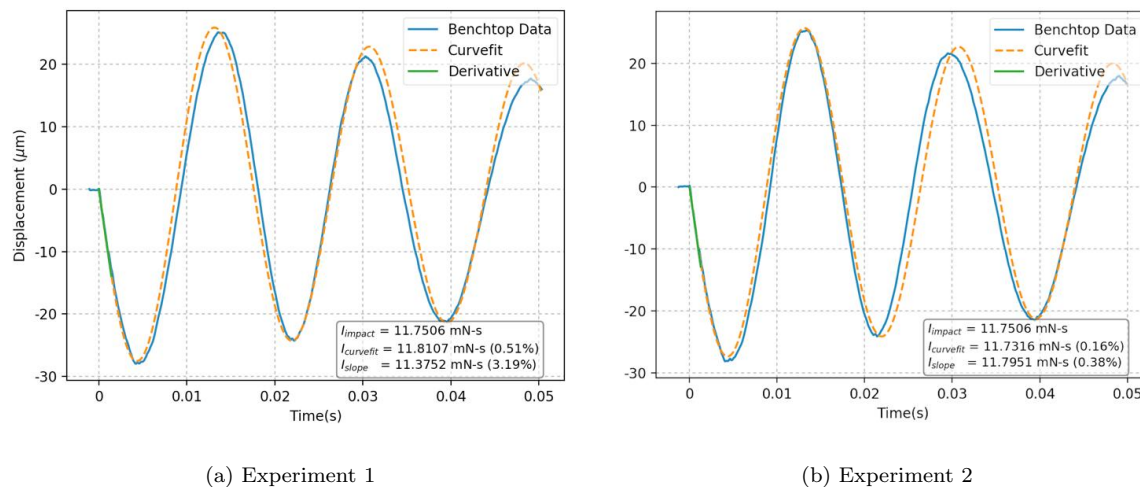 Benchtop Data
Curvefit
Derivative
20
10
0
-10
-20
-30
Displacement (μm)
I_impact = 11.7506 mN-s
I_curvefit = 11.8107 mN-s (0.51%)
I_slope = 11.3752 mN-s (3.19%)
0 0.01 0.02 0.03 0.04 0.05
Time(s)
(a) Experiment 1
Benchtop Data
Curvefit
Derivative
20
10
0
-10
-20
-30
I_impact = 11.7506 mN-s
I_curvefit = 11.7316 mN-s (0.16%)
I_slope = 11.7951 mN-s (0.38%)
0 0.01 0.02 0.03 0.04 0.05
Time(s)
(b) Experiment 2